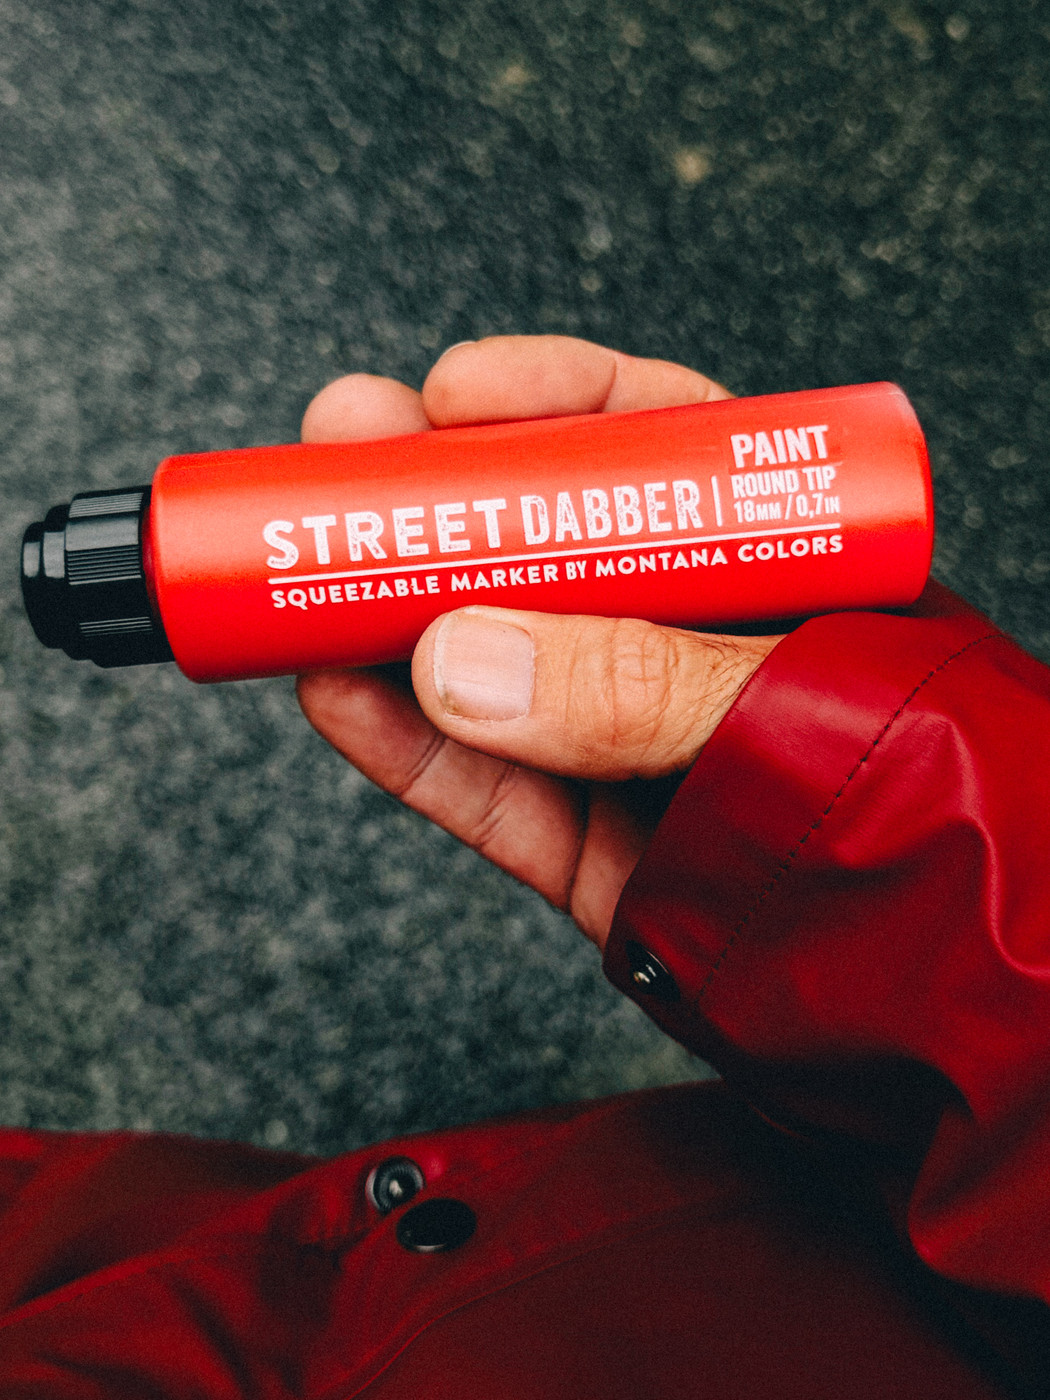 STREET DABBER
SQUEEZABLE MARKER BY MONTANA COLORS
PAINT
ROUND TIP
18MM/0,7IN